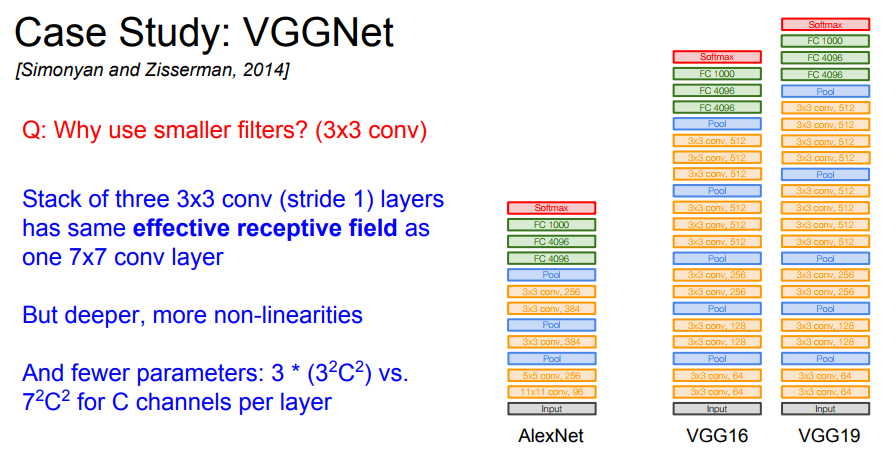 Case Study: VGGNet
[Simonyan and Zisserman, 2014]
Q: Why use smaller filters? (3x3 conv)
Stack of three 3x3 conv (stride 1) layers
has same effective receptive field as
one 7x7 conv layer
But deeper, more non-linearities
And fewer parameters: 3 * (3²C²) vs.
7²C² for C channels per layer
Softmax
FC 1000
FC 4096
FC 4096
Pool
3x3 conv, 256
3x3 conv, 384
Pool
3x3 conv, 384
Pool
5x5 conv, 256
11x11 conv, 96
Input
AlexNet
Softmax
FC 1000
FC 4096
FC 4096
Pool
3x3 conv, 512
3x3 conv, 512
3x3 conv, 512
Pool
3x3 conv, 512
3x3 conv, 512
3x3 conv, 512
Pool
3x3 conv, 256
3x3 conv, 256
Pool
3x3 conv, 128
3x3 conv, 128
Pool
3x3 conv, 64
3x3 conv, 64
Input
VGG16
Softmax
FC 1000
FC 4096
FC 4096
Pool
3x3 conv, 512
3x3 conv, 512
3x3 conv, 512
3x3 conv, 512
Pool
3x3 conv, 512
3x3 conv, 512
3x3 conv, 512
3x3 conv, 512
Pool
3x3 conv, 256
3x3 conv, 256
Pool
3x3 conv, 128
3x3 conv, 128
Pool
3x3 conv, 64
3x3 conv, 64
Input
VGG19